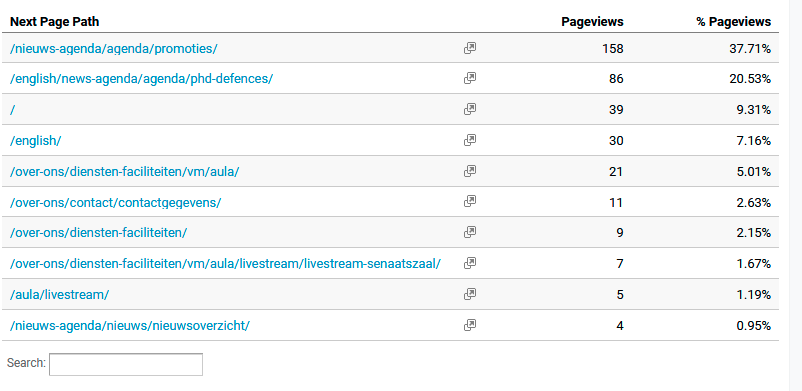 Next Page Path Pageviews % Pageviews
/nieuws-agenda/agenda/promoties/ 158 37.71%
/english/news-agenda/agenda/phd-defences/ 86 20.53%
/ 39 9.31%
/english/ 30 7.16%
/over-ons/diensten-faciliteiten/vm/aula/ 21 5.01%
/over-ons/contact/contactgegevens/ 11 2.63%
/over-ons/diensten-faciliteiten/ 9 2.15%
/over-ons/diensten-faciliteiten/vm/aula/livestream/livestream-senaatszaal/ 7 1.67%
/aula/livestream/ 5 1.19%
/nieuws-agenda/nieuws/nieuwsoverzicht/ 4 0.95%
Search: